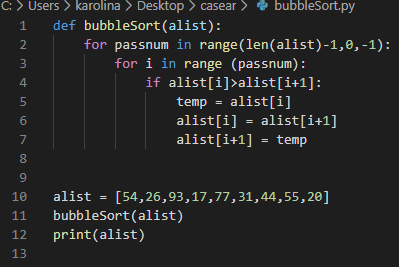 C: > Users > karolina > Desktop > casear > bubbleSort.py
1 def bubbleSort(alist):
2     for passnum in range(len(alist)-1,0,-1):
3         for i in range (passnum):
4             if alist[i]>alist[i+1]:
5                 temp = alist[i]
6                 alist[i] = alist[i+1]
7                 alist[i+1] = temp
8
9
10 alist = [54,26,93,17,77,31,44,55,20]
11 bubbleSort(alist)
12 print(alist)
13